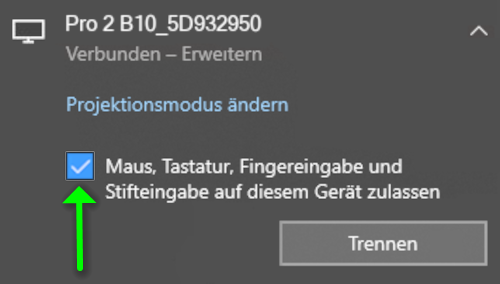 Pro 2 B10_5D932950
Verbunden – Erweitern
Projektionsmodus ändern
Maus, Tastatur, Fingereingabe und
Stifteingabe auf diesem Gerät zulassen
Trennen